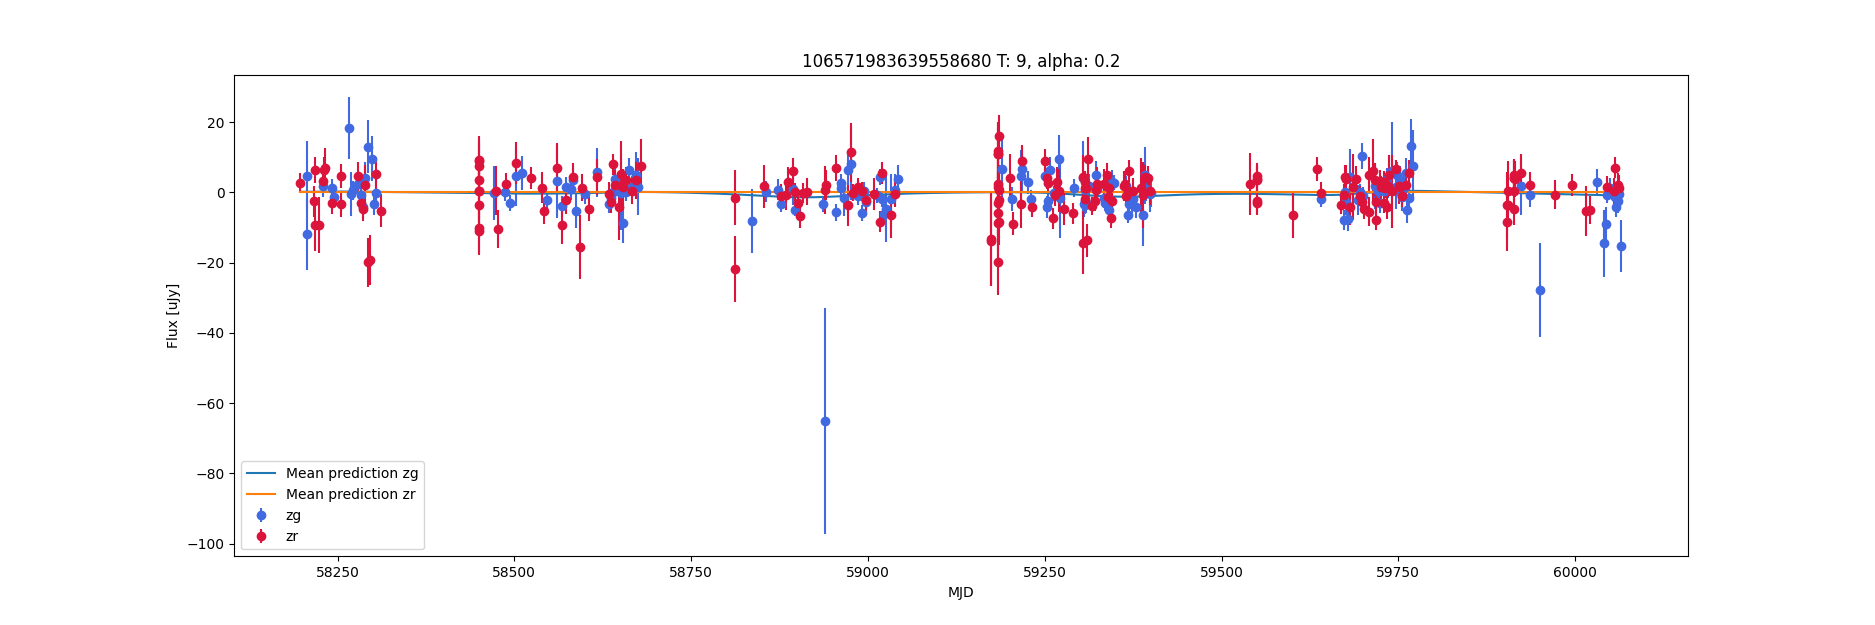 106571983639558680 T: 9, alpha: 0.2
Flux [uJy]
20
0
−20
−40
−60
−80
−100
Mean prediction zg
Mean prediction zr
zg
zr
58250
58500
58750
59000
59250
59500
59750
60000
MJD